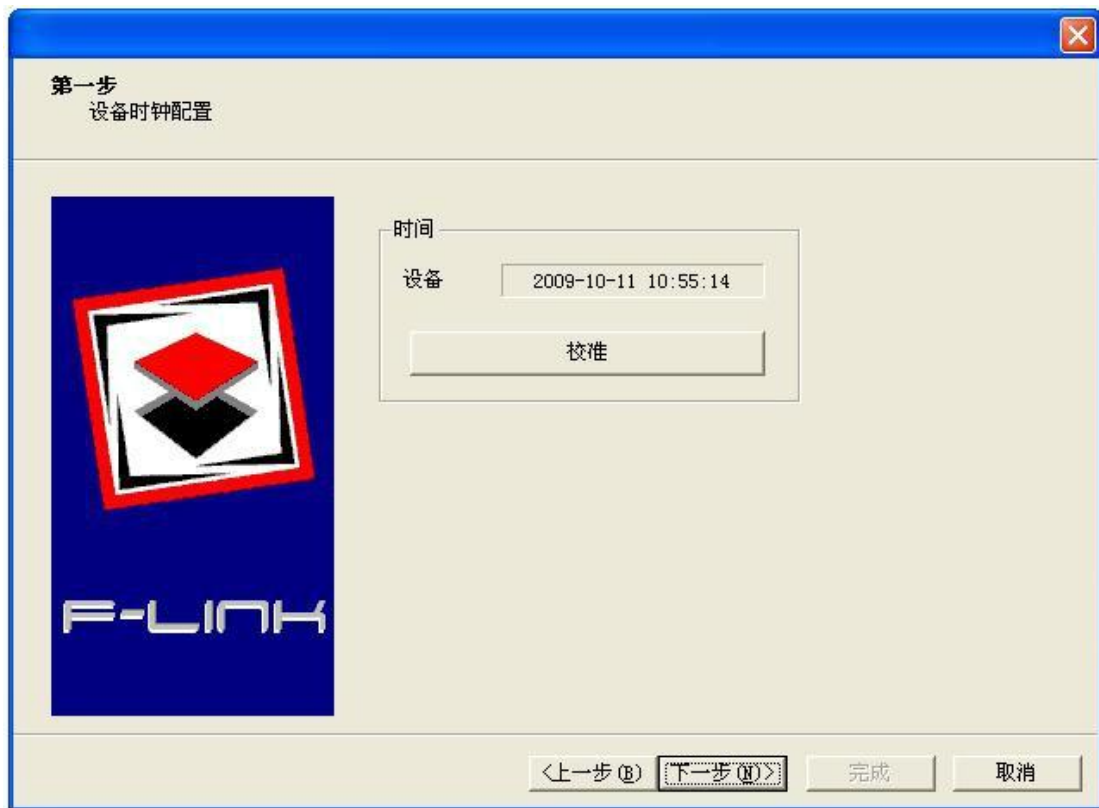 第一步
设备时钟配置
时间
设备
2009-10-11 10:55:14
校准
F-LINK
<上一步(B)
下一步(N)>
完成
取消